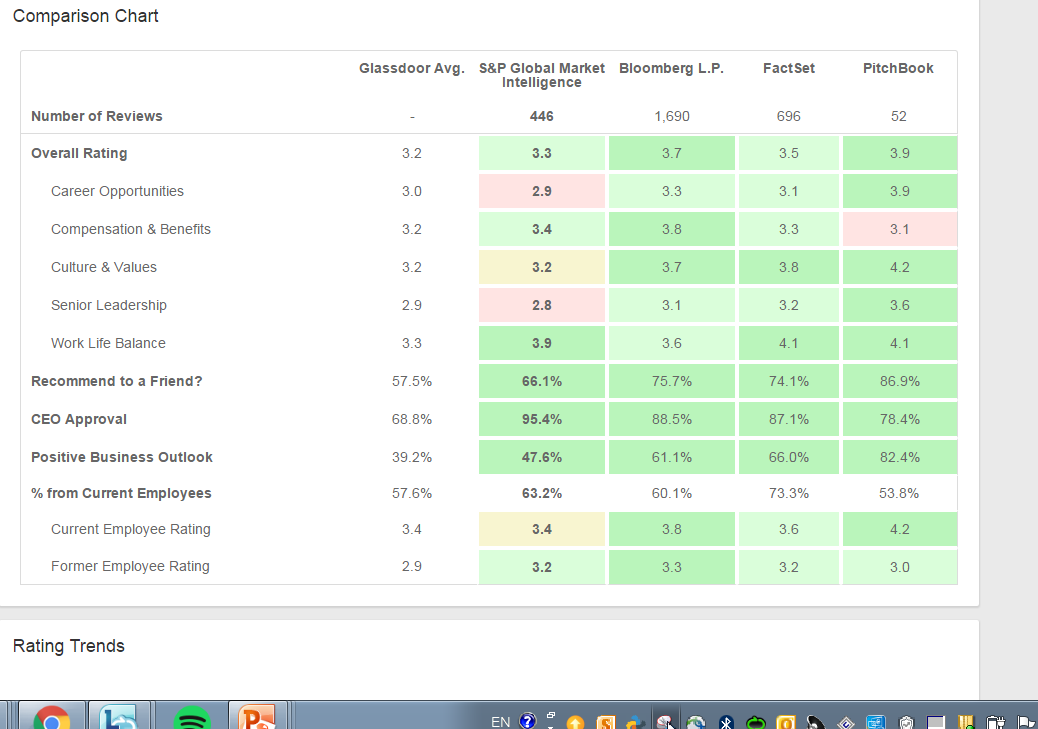 Comparison Chart
Glassdoor Avg. S&P Global Market Intelligence Bloomberg L.P. FactSet PitchBook
Number of Reviews - 446 1,690 696 52
Overall Rating 3.2 3.3 3.7 3.5 3.9
Career Opportunities 3.0 2.9 3.3 3.1 3.9
Compensation & Benefits 3.2 3.4 3.8 3.3 3.1
Culture & Values 3.2 3.2 3.7 3.8 4.2
Senior Leadership 2.9 2.8 3.1 3.2 3.6
Work Life Balance 3.3 3.9 3.6 4.1 4.1
Recommend to a Friend? 57.5% 66.1% 75.7% 74.1% 86.9%
CEO Approval 68.8% 95.4% 88.5% 87.1% 78.4%
Positive Business Outlook 39.2% 47.6% 61.1% 66.0% 82.4%
% from Current Employees 57.6% 63.2% 60.1% 73.3% 53.8%
Current Employee Rating 3.4 3.4 3.8 3.6 4.2
Former Employee Rating 2.9 3.2 3.3 3.2 3.0
Rating Trends
EN